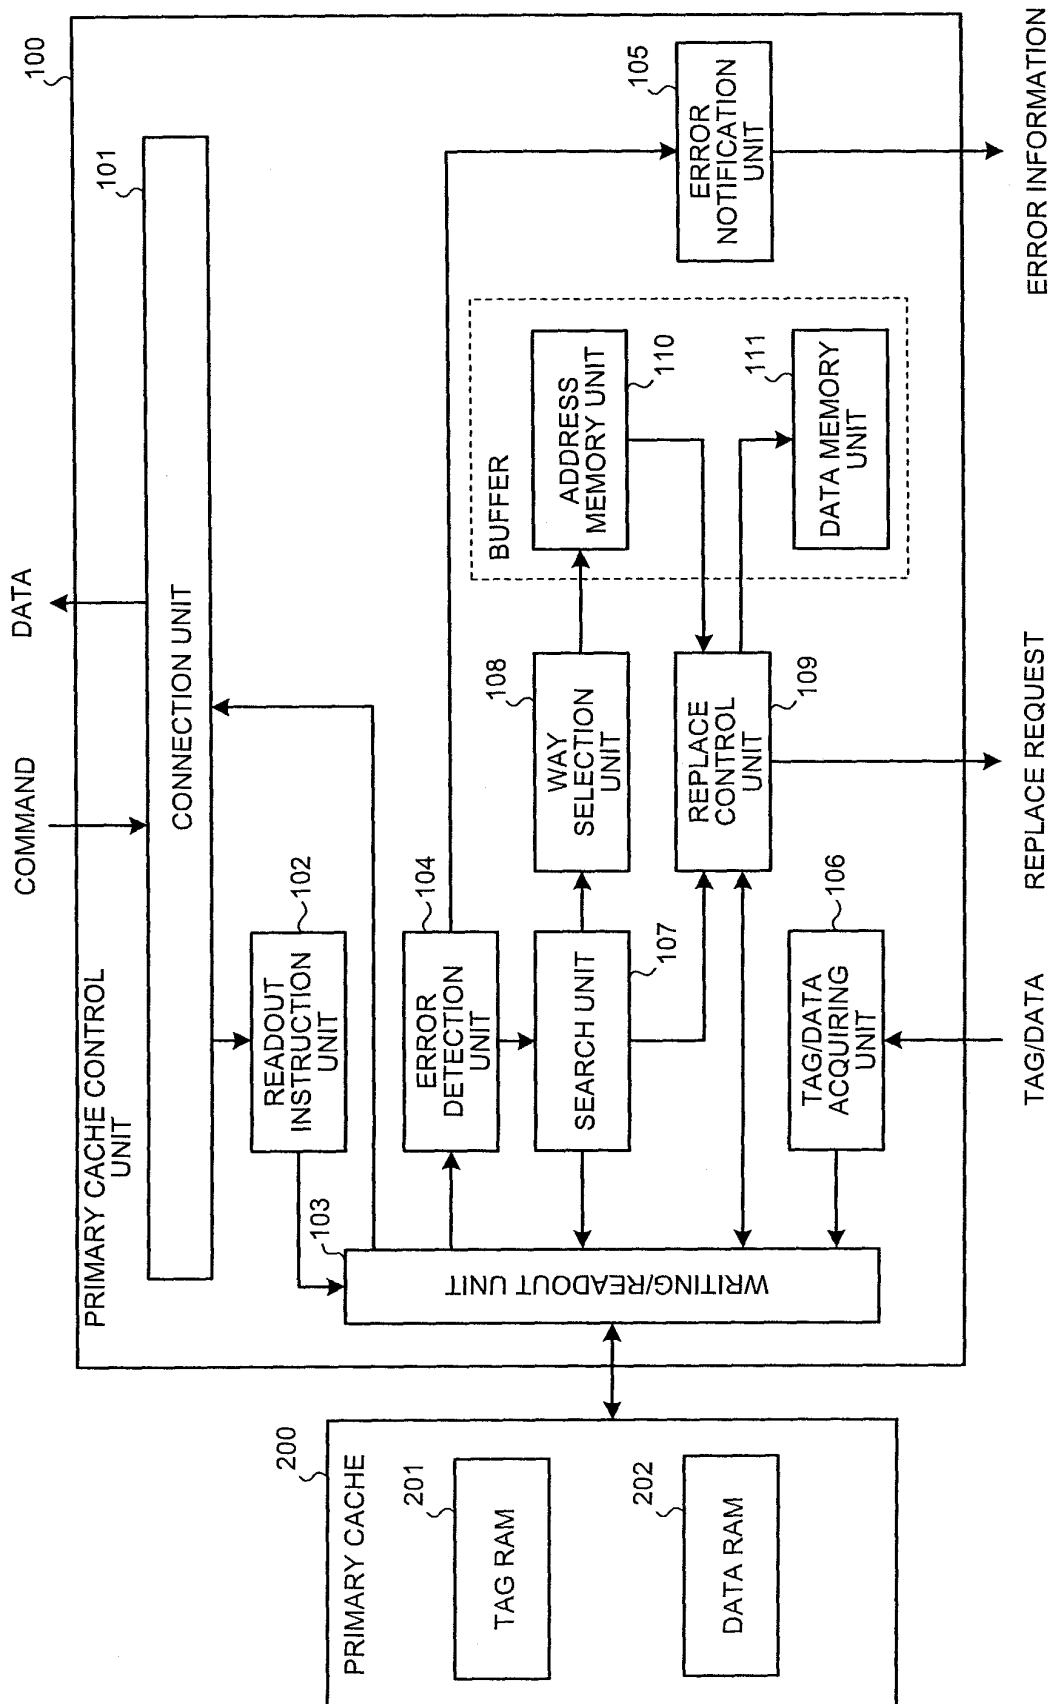 COMMAND
DATA
100
PRIMARY CACHE CONTROL
UNIT
101
CONNECTION UNIT
200
PRIMARY CACHE
201
TAG RAM
202
DATA RAM
102
READOUT
INSTRUCTION
UNIT
103
WRITING/READOUT UNIT
104
ERROR
DETECTION
UNIT
SEARCH UNIT
107
106
TAG/DATA
ACQUIRING
UNIT
108
WAY
SELECTION
UNIT
REPLACE
CONTROL
UNIT
109
BUFFER
ADDRESS
MEMORY UNIT
110
111
DATA MEMORY
UNIT
105
ERROR
NOTIFICATION
UNIT
TAG/DATA
REPLACE REQUEST
ERROR INFORMATION